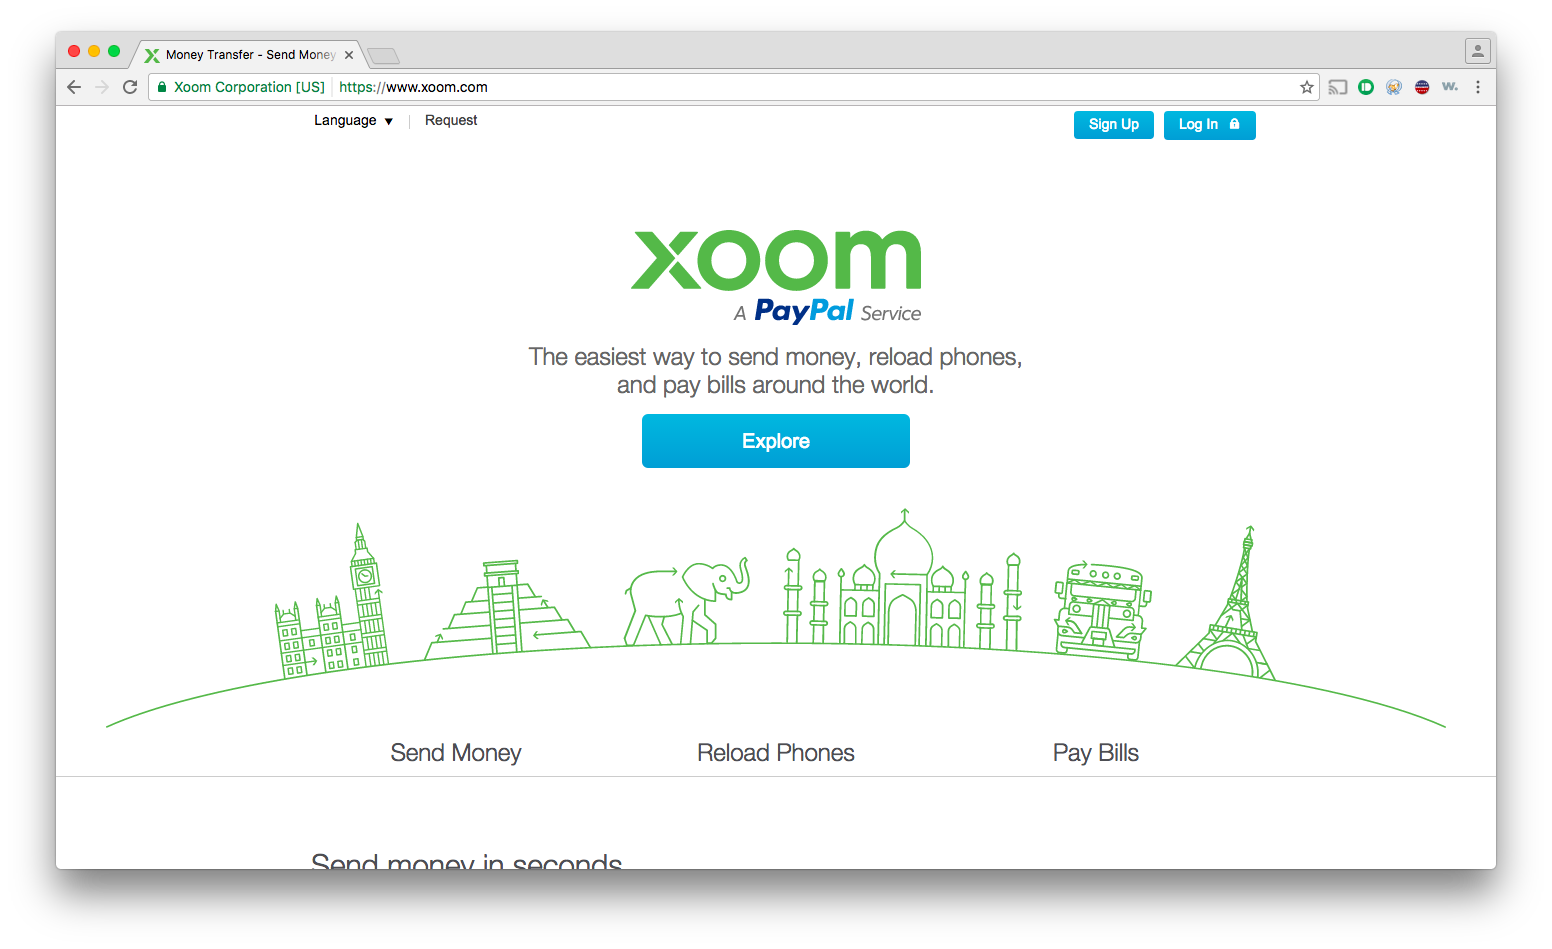 Money Transfer - Send Money
Xoom Corporation [US]
https://www.xoom.com
w.
Language
Request
Sign Up
Log In
xoom
A PayPal Service
The easiest way to send money, reload phones,
and pay bills around the world.
Explore
Send Money
Reload Phones
Pay Bills
Send money in seconds